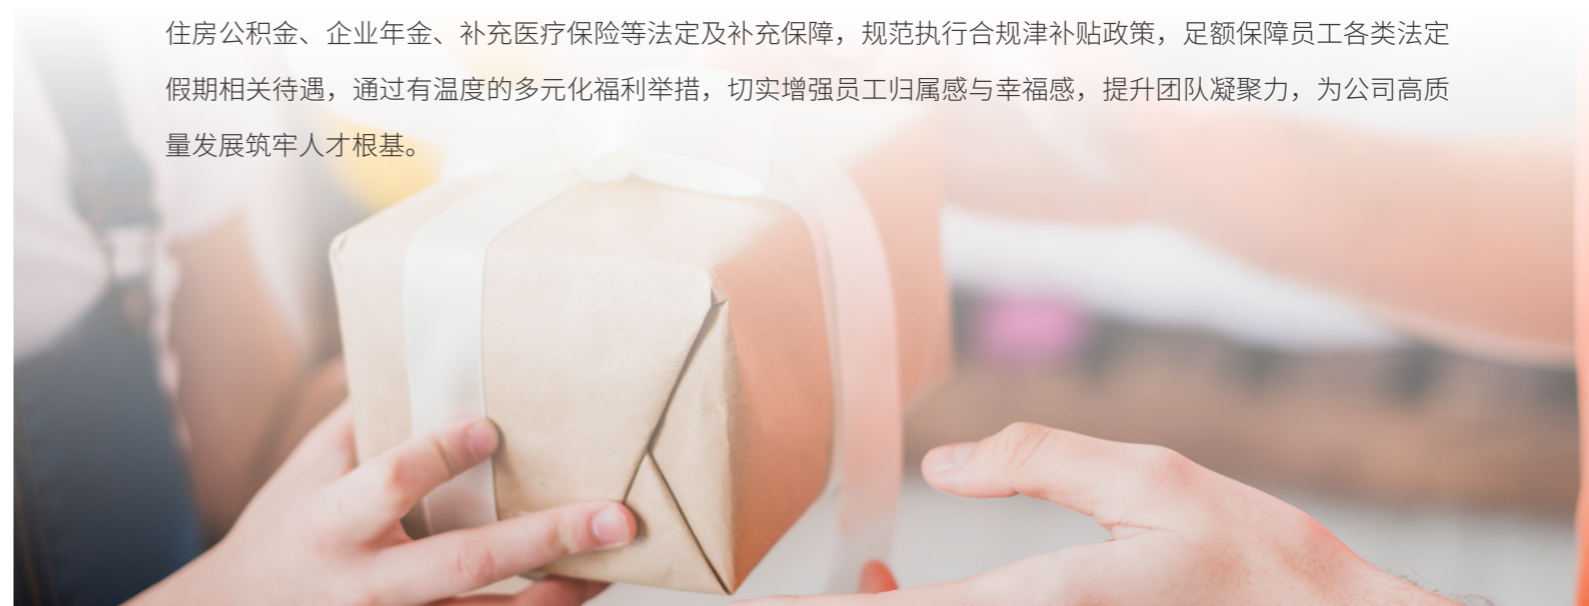 住房公积金、企业年金、补充医疗保险等法定及补充保障，规范执行合规津补贴政策，足额保障员工各类法定
假期相关待遇，通过有温度的多元化福利举措，切实增强员工归属感与幸福感，提升团队凝聚力，为公司高质
量发展筑牢人才根基。